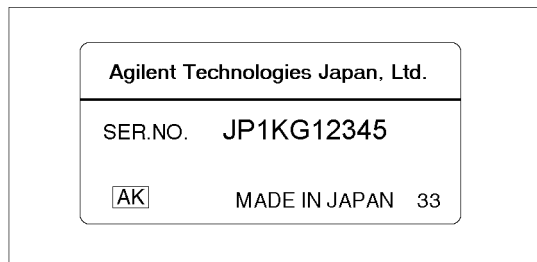 Agilent Technologies Japan, Ltd.
SER.NO. JP1KG12345
AK MADE IN JAPAN 33